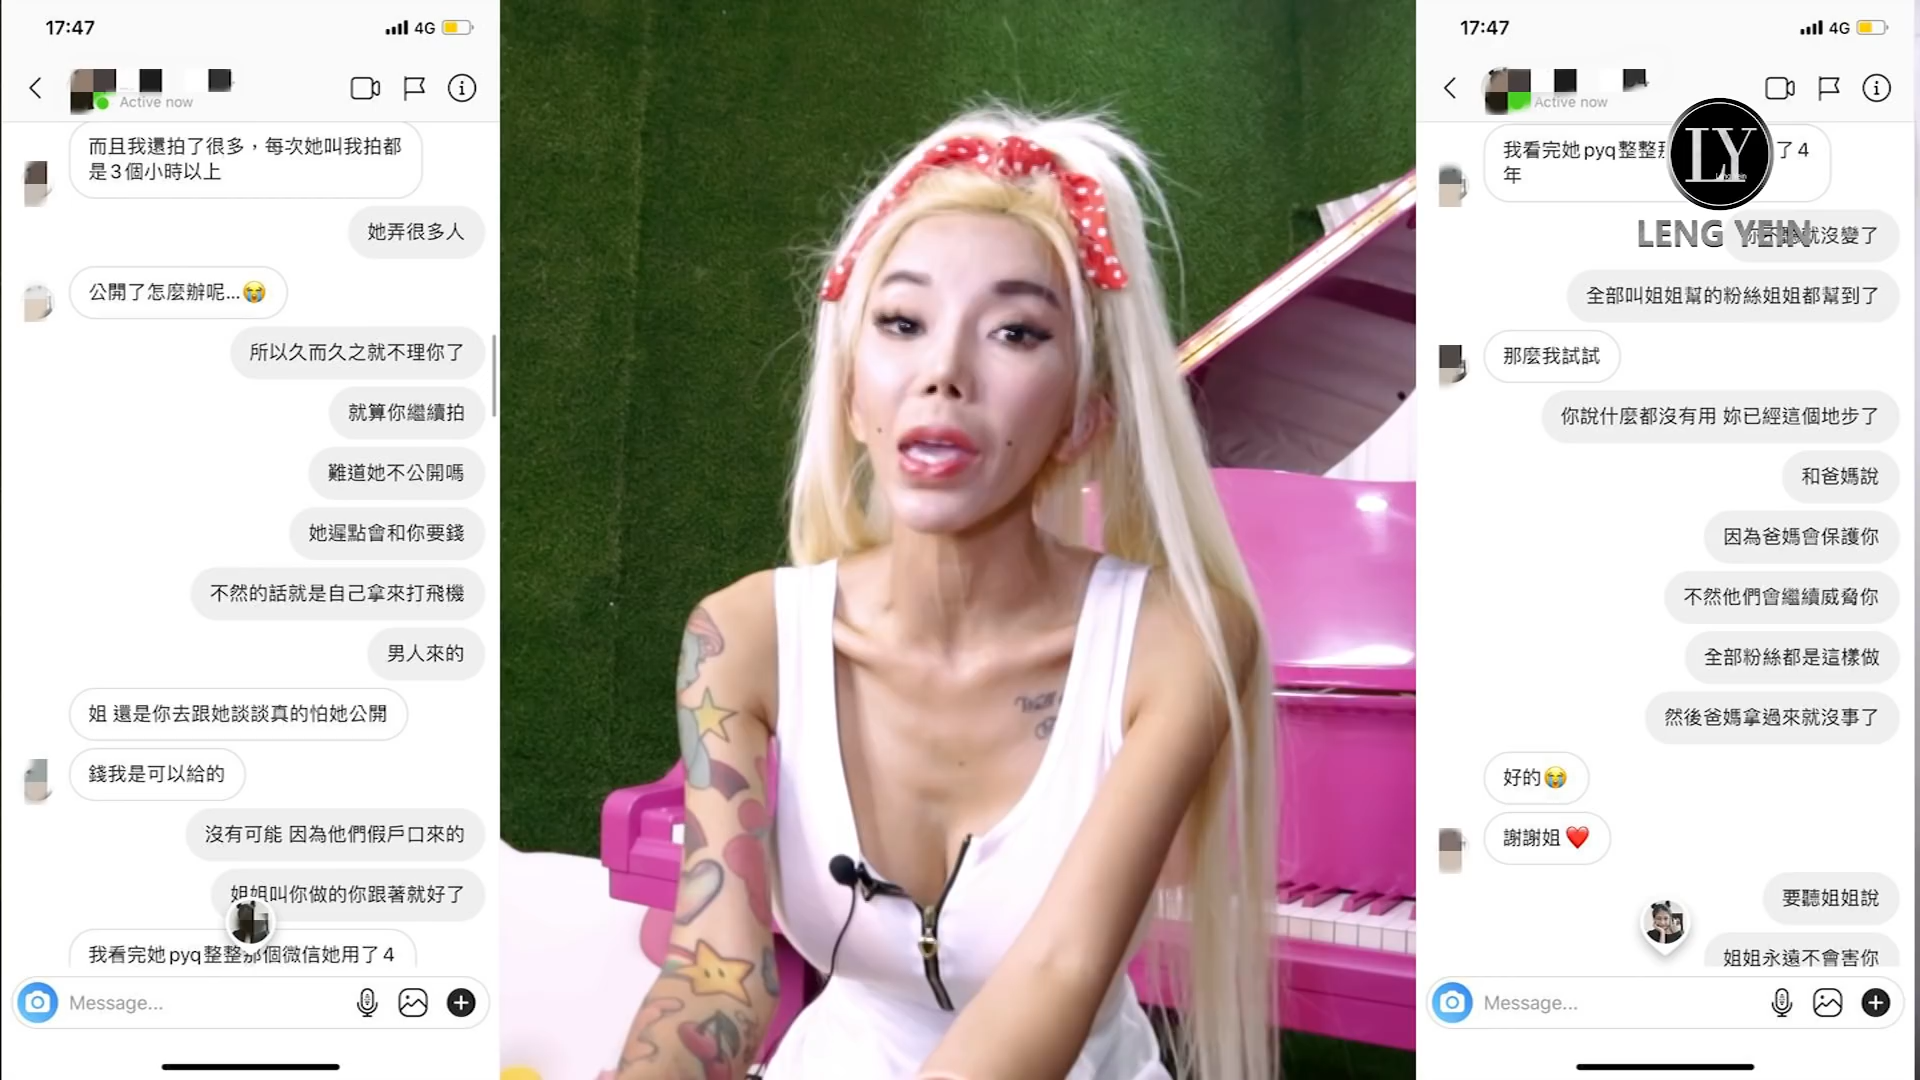 17:47
4G
Active now
而且我還拍了很多，每次她叫我拍都
是3個小時以上
她弄很多人
公開了怎麼辦呢...😭
所以久而久之就不理你了
就算你繼續拍
難道她不公開嗎
她遲點會和你要錢
不然的話就是自己拿來打飛機
男人來的
姐 還是你去跟她談談真的怕她公開
錢我是可以給的
沒有可能 因為他們假戶口來的
姐姐叫你做的你跟著就好了
我看完她pyq整整那個微信她用了4
Message...
17:47
4G
Active now
我看完她pyq整整那
了4
年
LY
LENG YEIN
就沒變了
全部叫姐姐幫的粉絲姐姐都幫到了
那麼我試試
你說什麼都沒有用 妳已經這個地步了
和爸媽說
因為爸媽會保護你
不然他們會繼續威脅你
全部粉絲都是這樣做
然後爸媽拿過來就沒事了
好的😭
謝謝姐❤️
要聽姐姐說
姐姐永遠不會害你
Message...